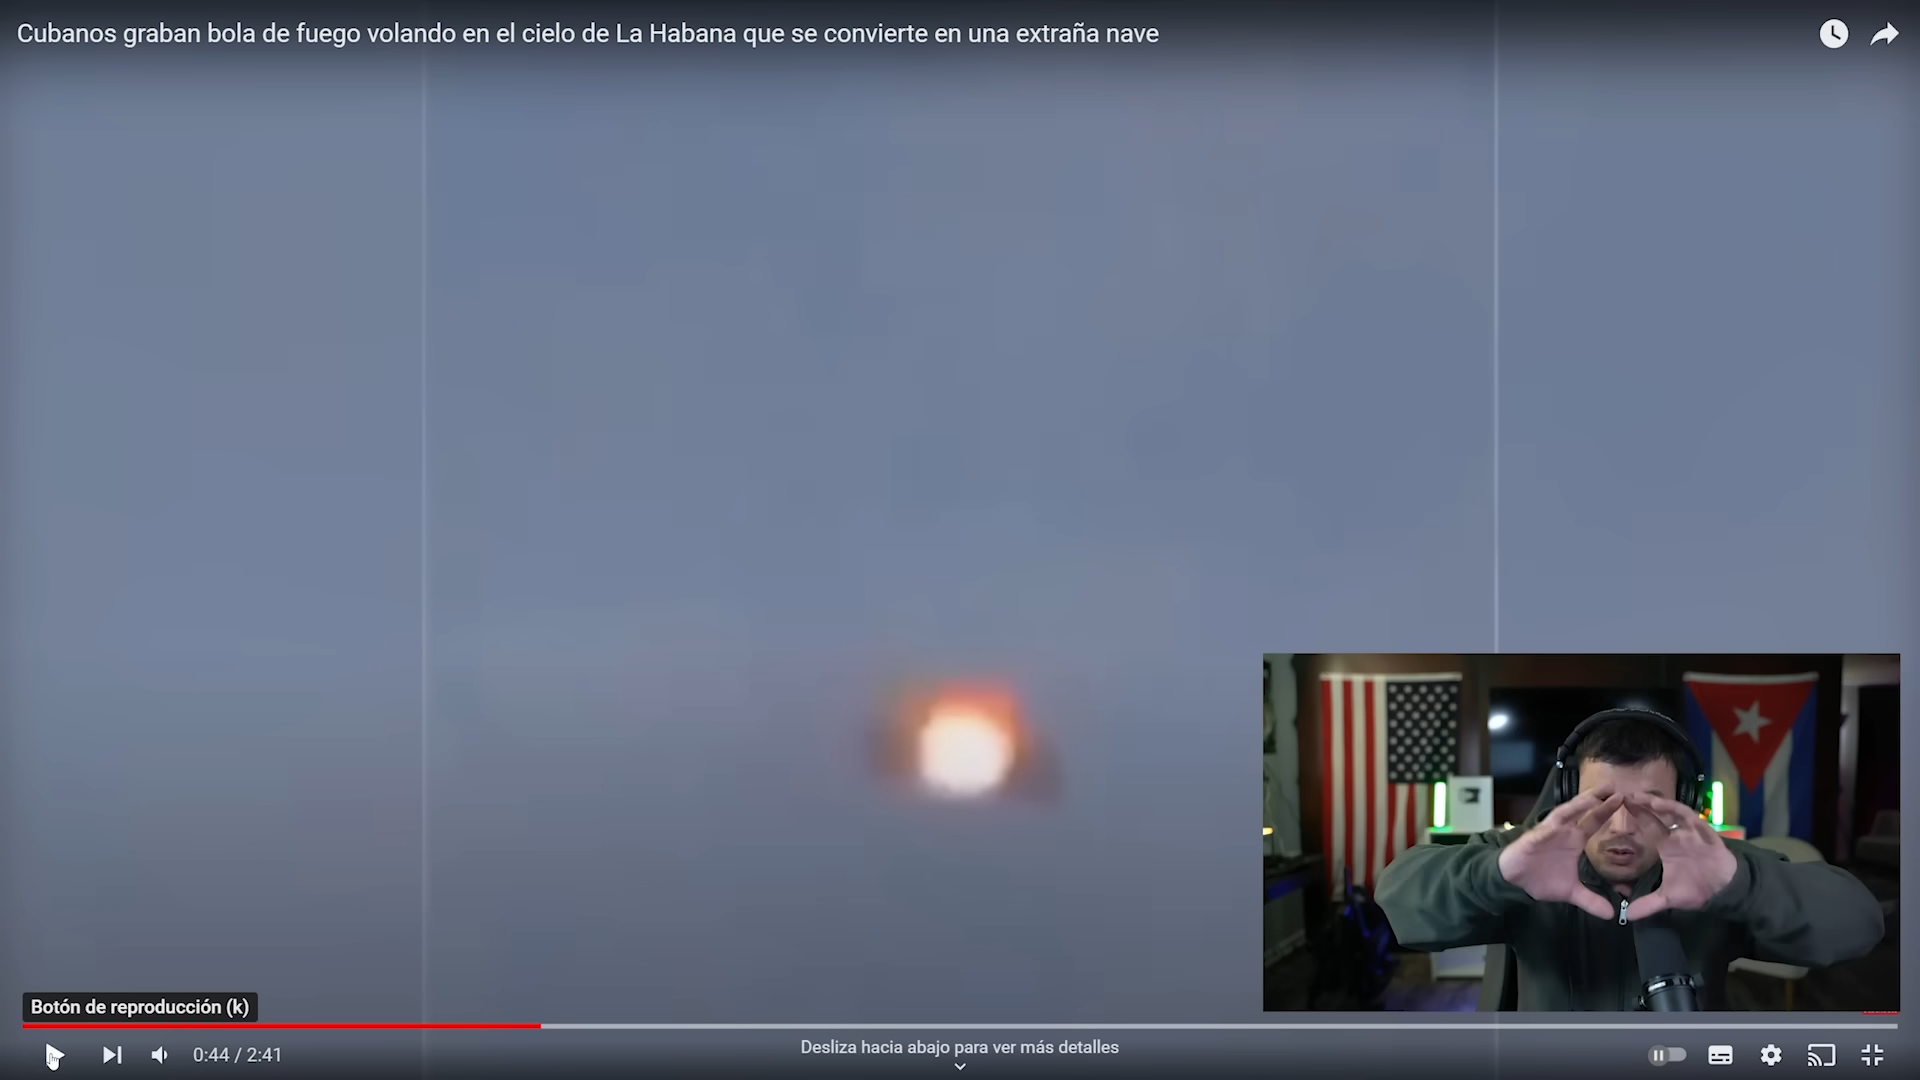 Cubanos graban bola de fuego volando en el cielo de La Habana que se convierte en una extraña nave
Botón de reproducción (k)
0:44 / 2:41
Desliza hacia abajo para ver más detalles